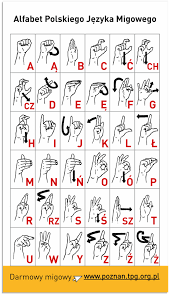 Alfabet Polskiego Języka Migowego
A Ą B C Ć CH
CZ D E Ę F G
H I J K L Ł
M N Ń O Ó P
R RZ S Ś SZ T
U W Y Z Ź Ż
Darmowy migowy www.poznan.tpg.org.pl